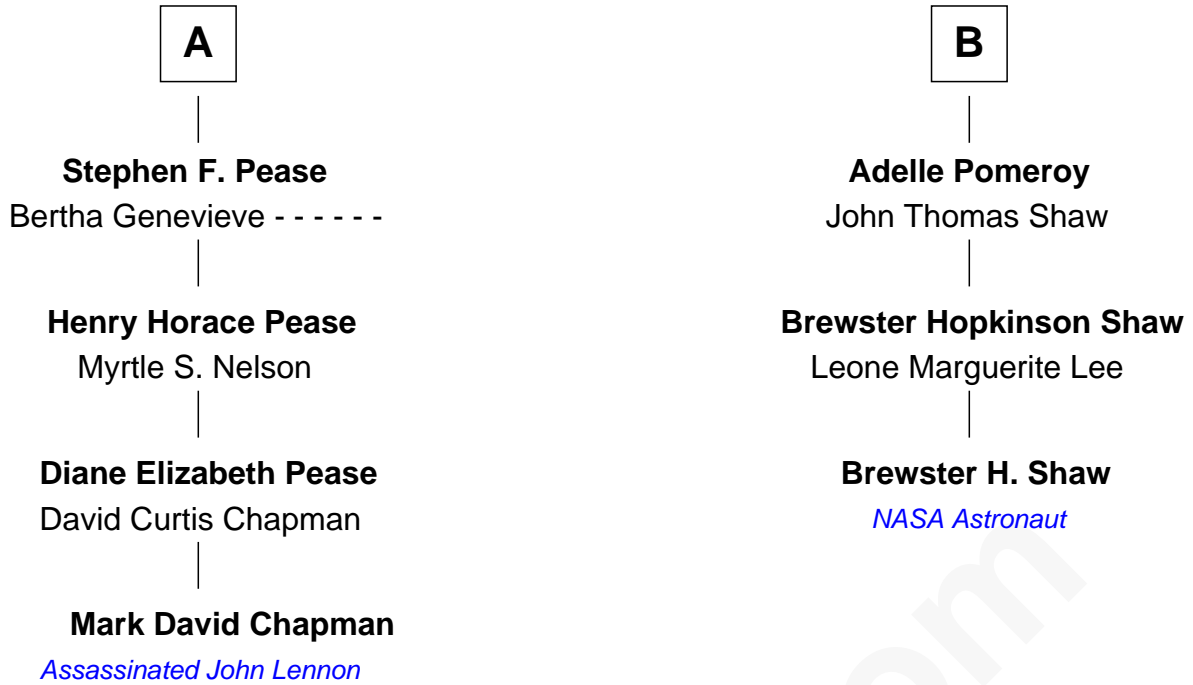 A
Stephen F. Pease
Bertha Genevieve - - - - - -
Henry Horace Pease
Myrtle S. Nelson
Diane Elizabeth Pease
David Curtis Chapman
Mark David Chapman
Assassinated John Lennon
B
Adelle Pomeroy
John Thomas Shaw
Brewster Hopkinson Shaw
Leone Marguerite Lee
Brewster H. Shaw
NASA Astronaut
om